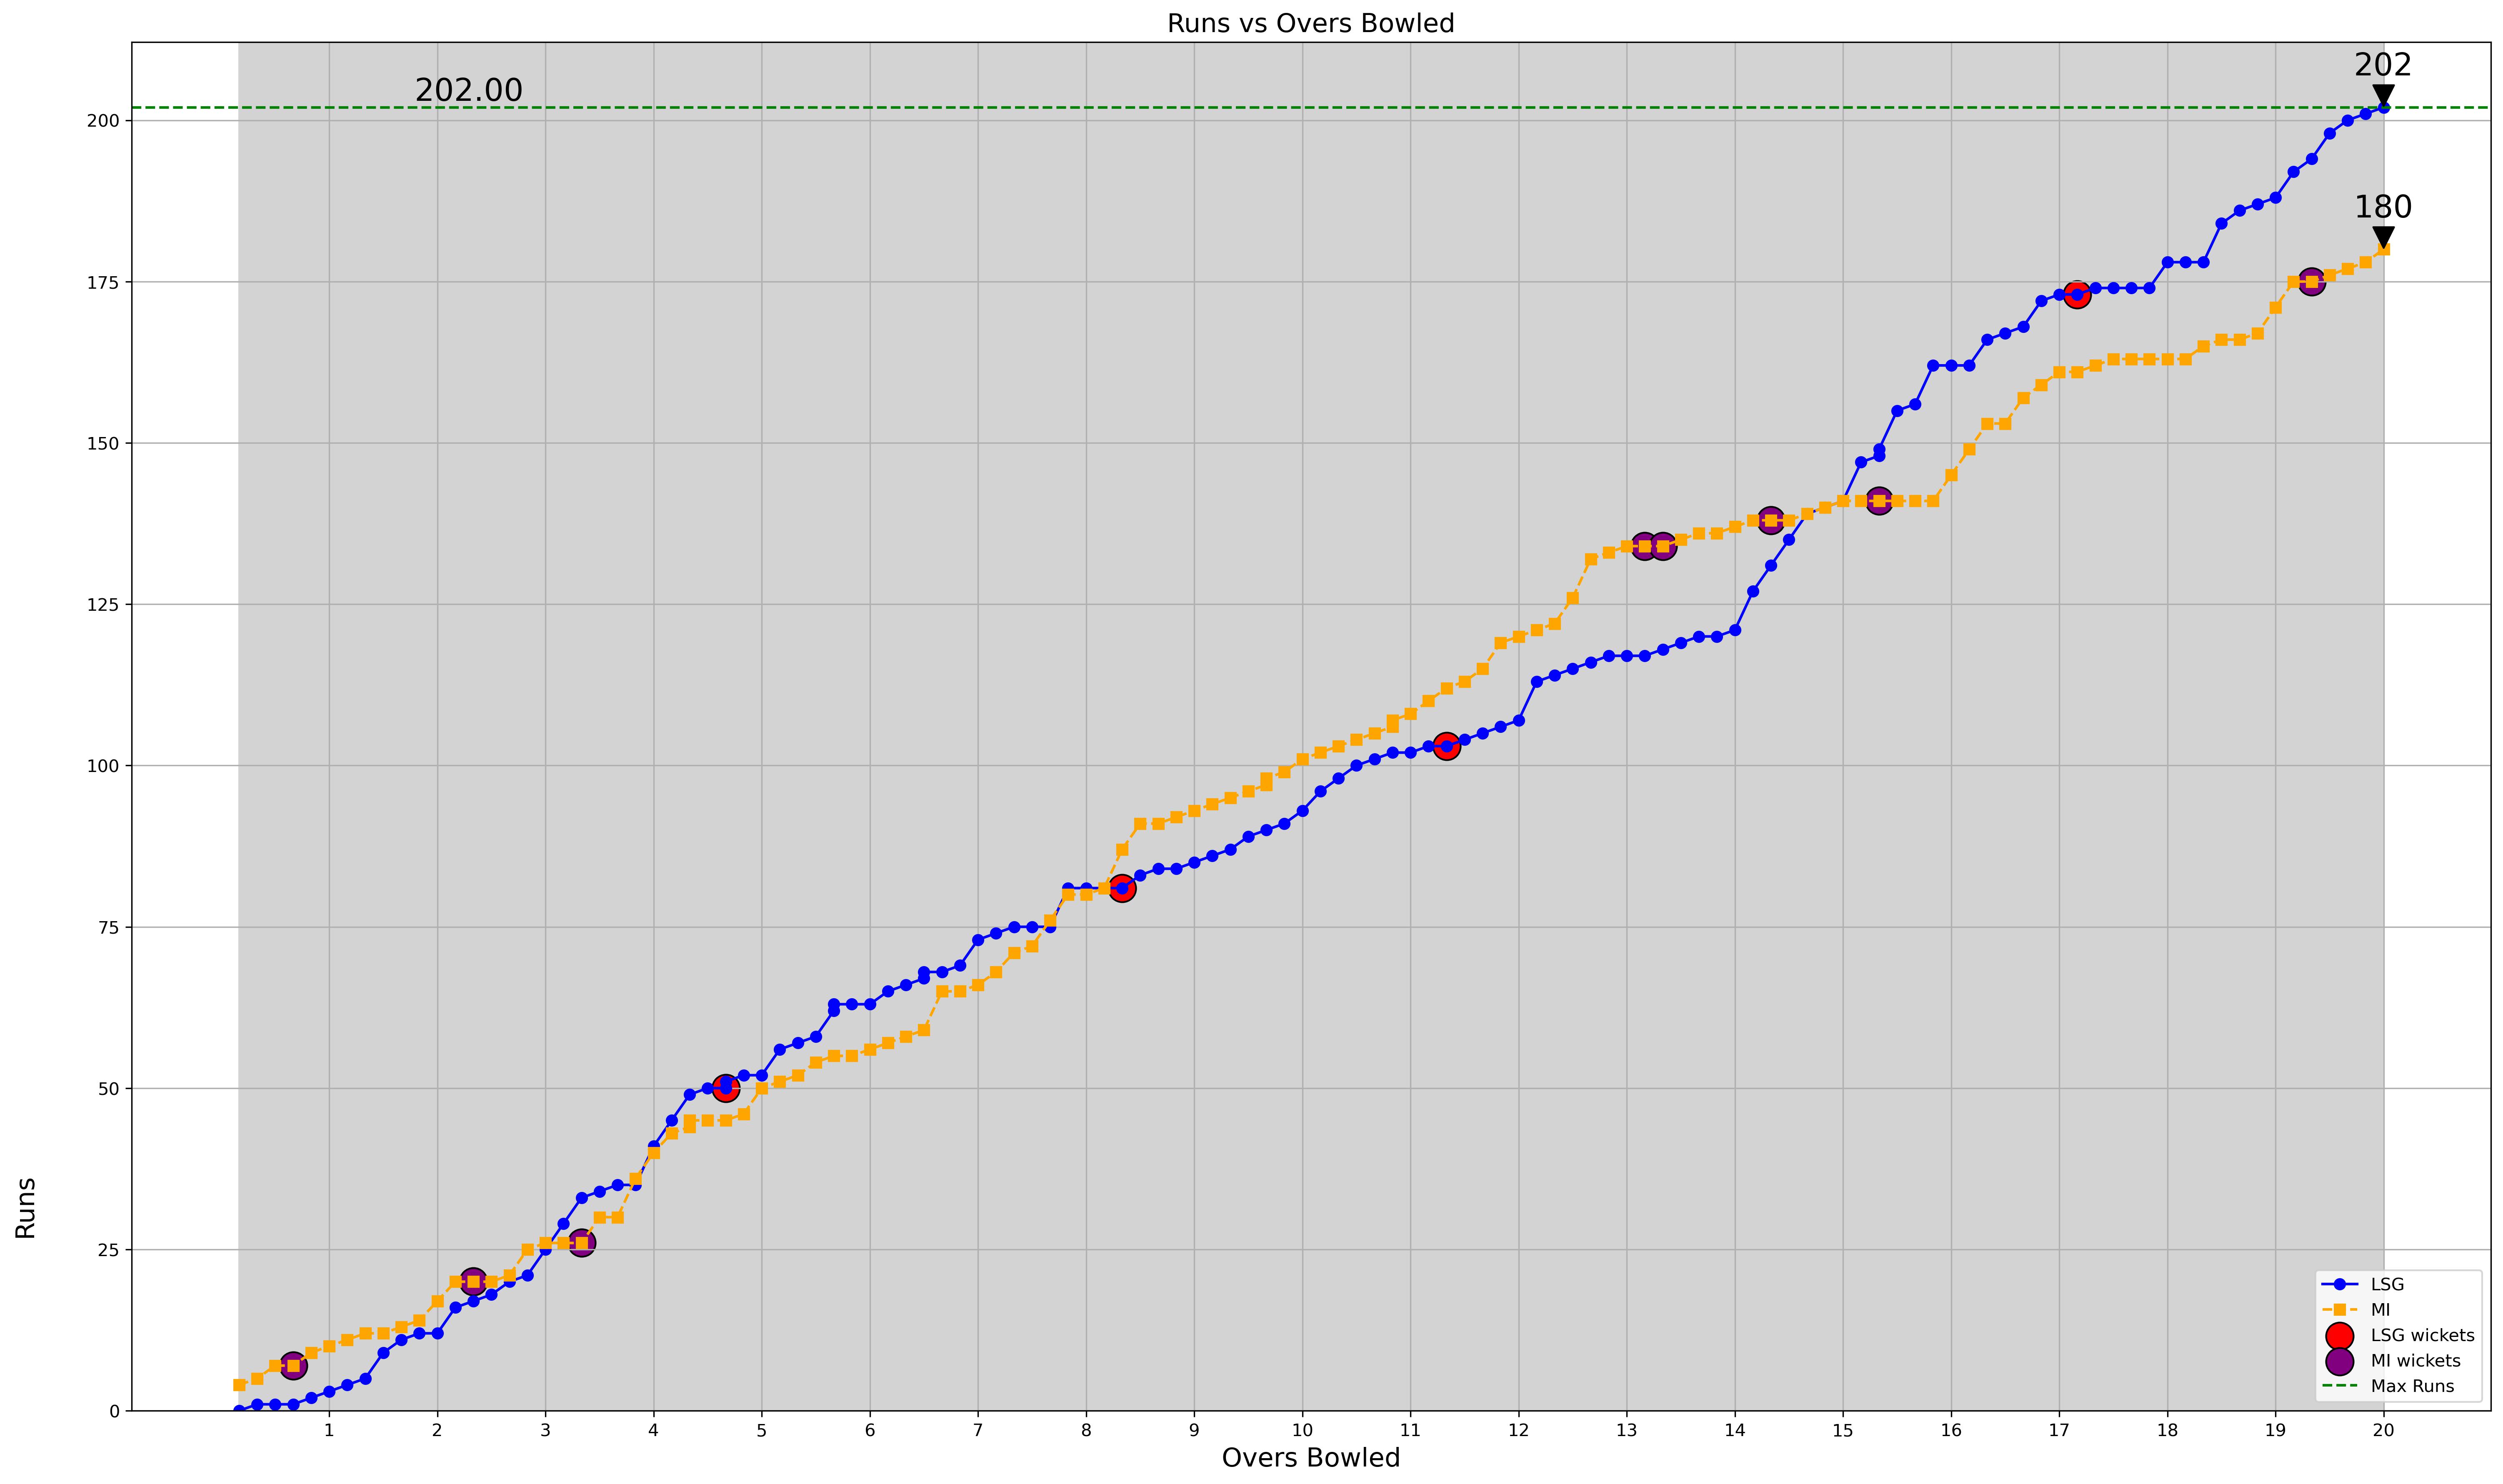 Runs vs Overs Bowled
202
202.00
200
180
175
150
125
100
75
50
25
0
Runs
LSG
MI
LSG wickets
MI wickets
Max Runs
1 2 3 4 5 6 7 8 9 10 11 12 13 14 15 16 17 18 19 20
Overs Bowled